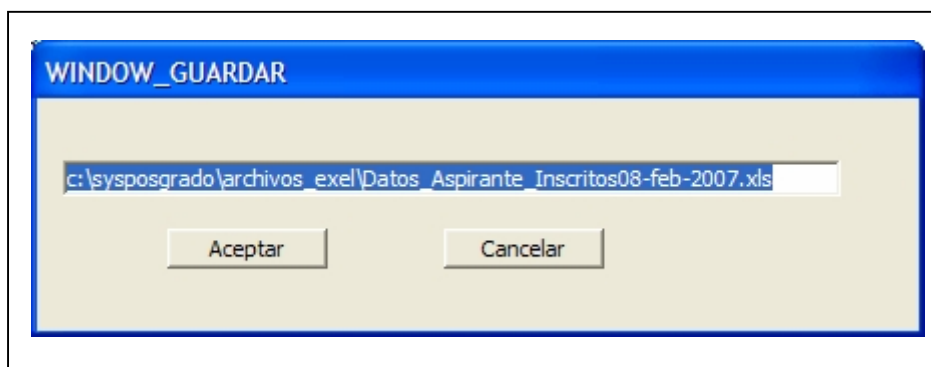 WINDOW_GUARDAR
c:\sysposgrado\archivos_exel\Datos_Aspirante_Inscritos08-feb-2007.xls
Aceptar Cancelar